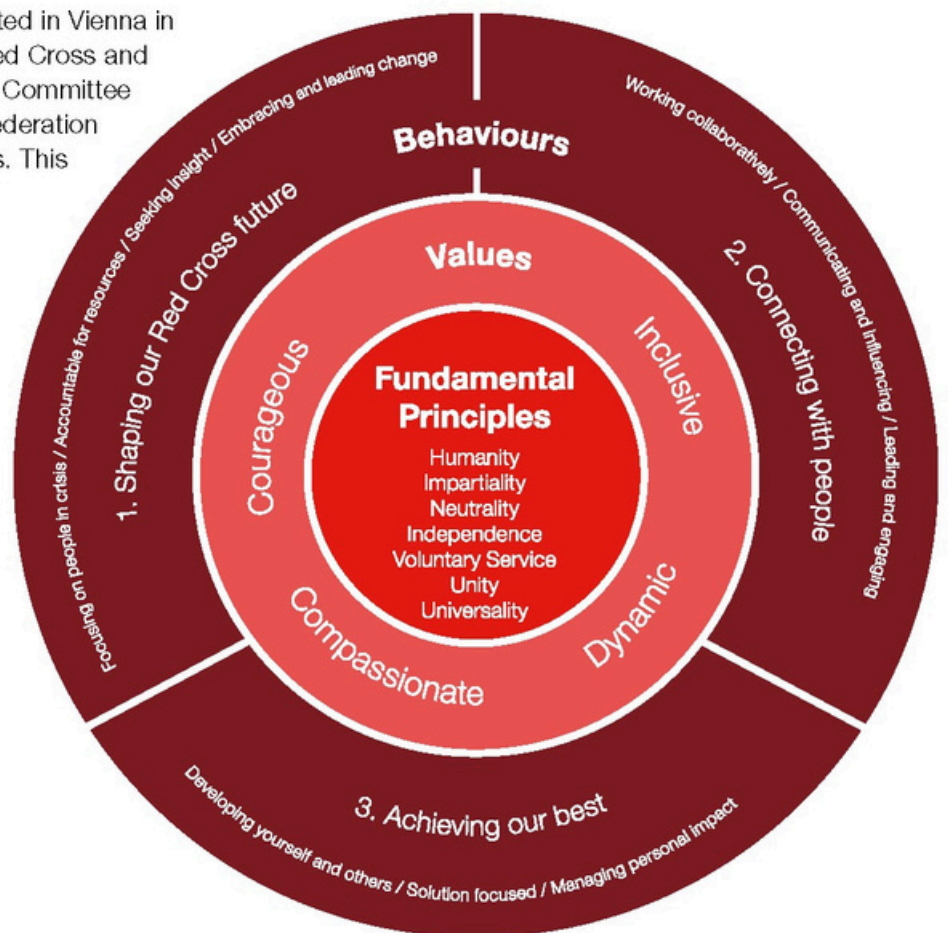 ted in Vienna in
ed Cross and
Committee
ederation
s. This
Behaviours
Focusing on people in crisis / Accountable for resources / Seeking insight / Embracing and leading change
1. Shaping our Red Cross future
Working collaboratively / Communicating and influencing / Leading and engaging
2. Connecting with people
3. Achieving our best
Developing yourself and others / Solution focused / Managing personal impact
Values
Courageous
Inclusive
Compassionate
Dynamic
Fundamental
Principles
Humanity
Impartiality
Neutrality
Independence
Voluntary Service
Unity
Universality